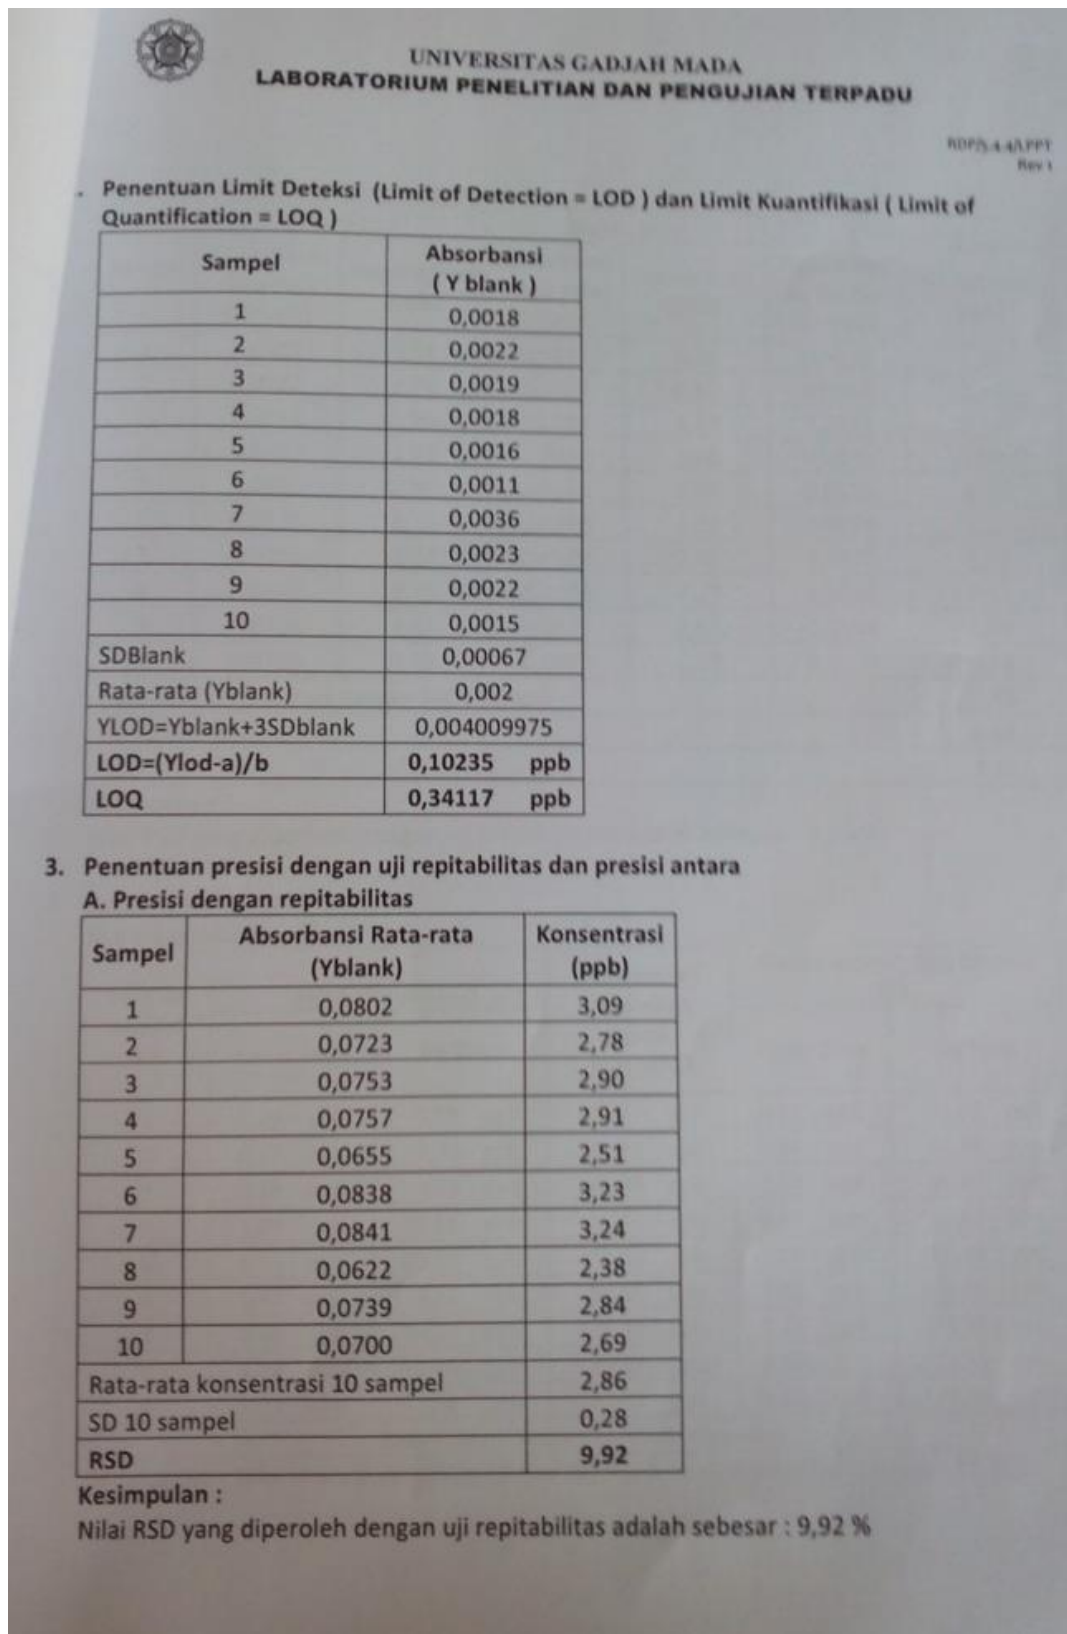 UNIVERSITAS GADJAH MADA
LABORATORIUM PENELITIAN DAN PENGUJIAN TERPADU
Rev 1
. Penentuan Limit Deteksi (Limit of Detection = LOD ) dan Limit Kuantifikasi ( Limit of
Quantification = LOQ )
Sampel Absorbansi
( Y blank )
1 0,0018
2 0,0022
3 0,0019
4 0,0018
5 0,0016
6 0,0011
7 0,0036
8 0,0023
9 0,0022
10 0,0015
SDBlank 0,00067
Rata-rata (Yblank) 0,002
YLOD=Yblank+3SDblank 0,004009975
LOD=(Ylod-a)/b 0,10235 ppb
LOQ 0,34117 ppb
3. Penentuan presisi dengan uji repitabilitas dan presisi antara
A. Presisi dengan repitabilitas
Sampel Absorbansi Rata-rata Konsentrasi
(Yblank) (ppb)
1 0,0802 3,09
2 0,0723 2,78
3 0,0753 2,90
4 0,0757 2,91
5 0,0655 2,51
6 0,0838 3,23
7 0,0841 3,24
8 0,0622 2,38
9 0,0739 2,84
10 0,0700 2,69
Rata-rata konsentrasi 10 sampel 2,86
SD 10 sampel 0,28
RSD 9,92
Kesimpulan :
Nilai RSD yang diperoleh dengan uji repitabilitas adalah sebesar : 9,92 %